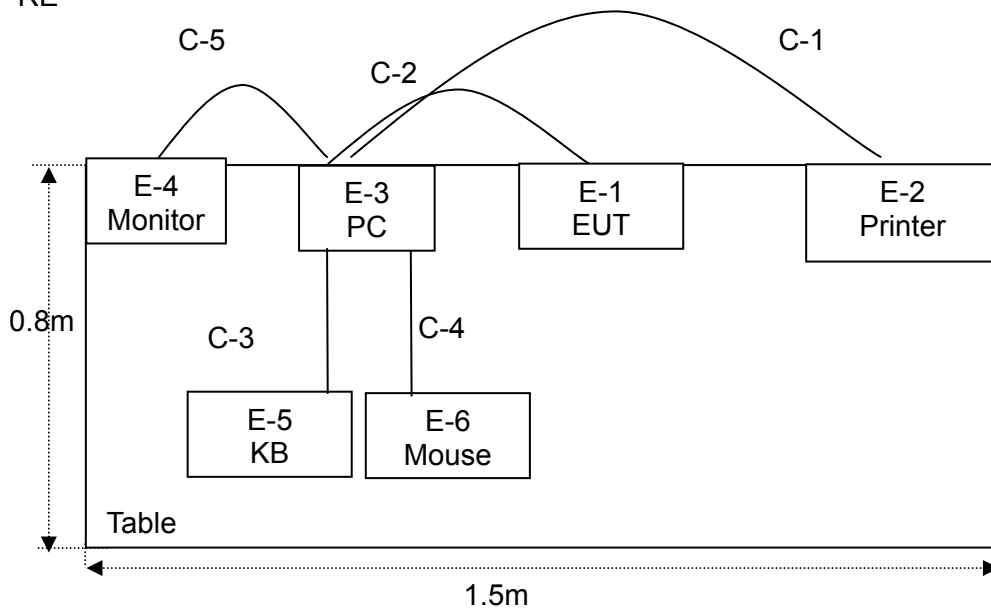 C-5
C-1
C-2
E-4
Monitor
E-3
PC
E-1
EUT
E-2
Printer
0.8m
C-3
C-4
E-5
KB
E-6
Mouse
Table
1.5m